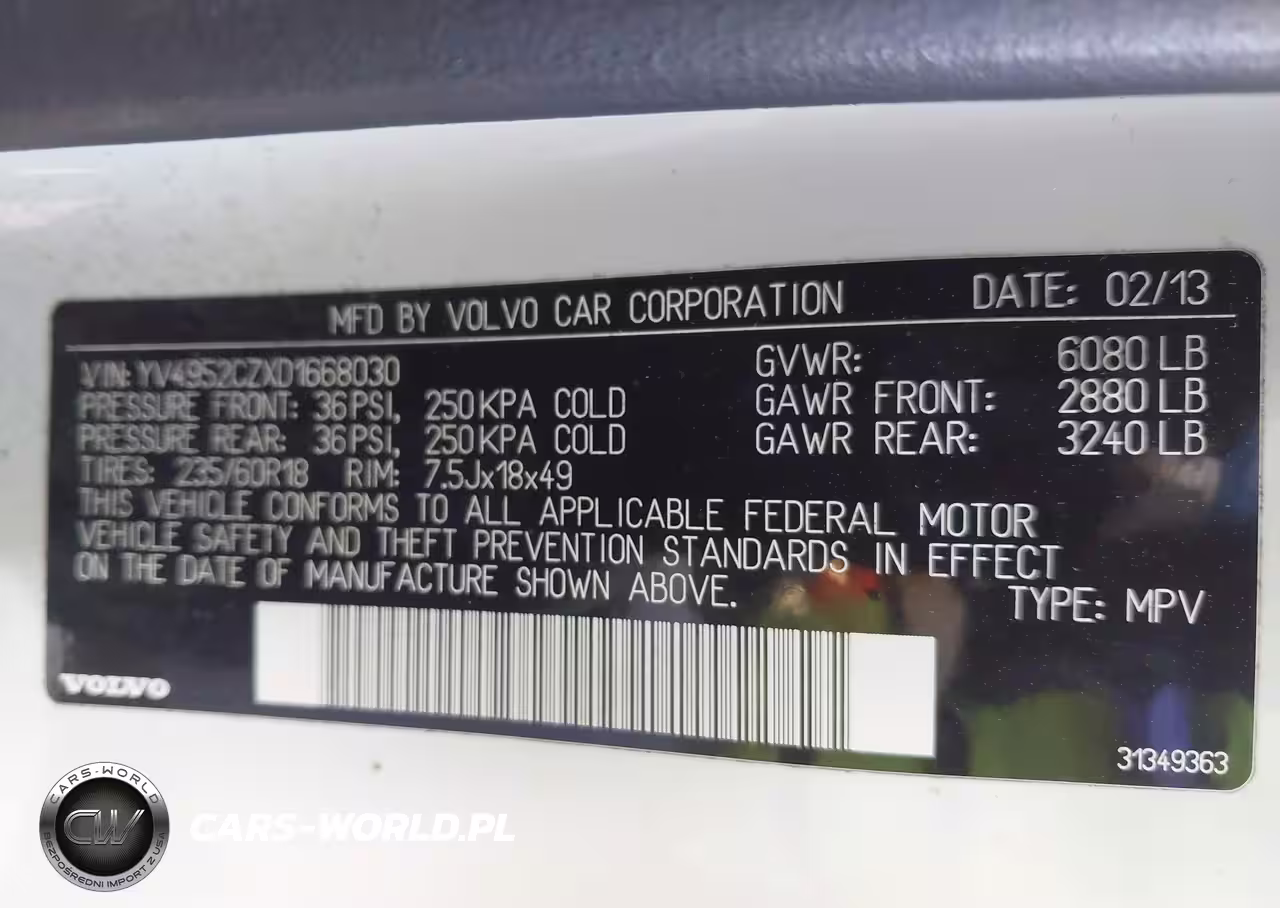 MFD BY VOLVO CAR CORPORATION DATE: 02/13
VIN: YV4952CZXD1668030 GVWR: 6080 LB
PRESSURE FRONT: 36 PSI, 250 KPA COLD GAWR FRONT: 2880 LB
PRESSURE REAR: 36 PSI, 250 KPA COLD GAWR REAR: 3240 LB
TIRES: 235/60R18 RIM: 7.5Jx18x49
THIS VEHICLE CONFORMS TO ALL APPLICABLE FEDERAL MOTOR
VEHICLE SAFETY AND THEFT PREVENTION STANDARDS IN EFFECT
ON THE DATE OF MANUFACTURE SHOWN ABOVE.
TYPE: MPV
VOLVO
31349363
CARS-WORLD
CW
BEZPOŚREDNI IMPORT Z USA
CARS-WORLD.PL